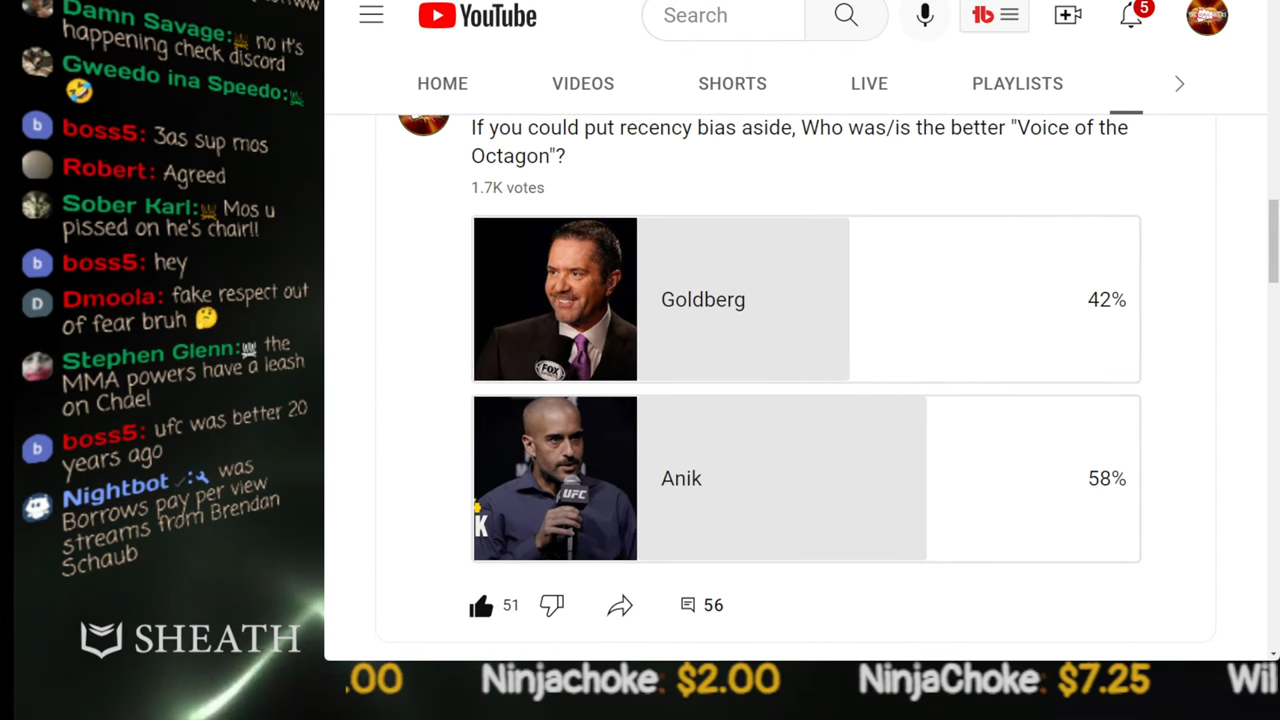 Damn Savage: no it's
happening check discord
Gweedo ina Speedo:
🤣
boss5: 3as sup mos
Robert: Agreed
Sober Karl: Mos u
pissed on he's chair!!
boss5: hey
Dmoola: fake respect out
of fear bruh 🤔
Stephen Glenn: the
MMA powers have a leash
on Chael
boss5: ufc was better 20
years ago
Nightbot : was
Borrows pay per view
streams from Brendan
Schaub
SHEATH
YouTube
Search
5
HOME VIDEOS SHORTS LIVE PLAYLISTS
If you could put recency bias aside, Who was/is the better "Voice of the
Octagon"?
1.7K votes
FOX
Goldberg 42%
UFC
K
Anik 58%
51 56
.00 Ninjachoke: $2.00 NinjaChoke: $7.25 Wil